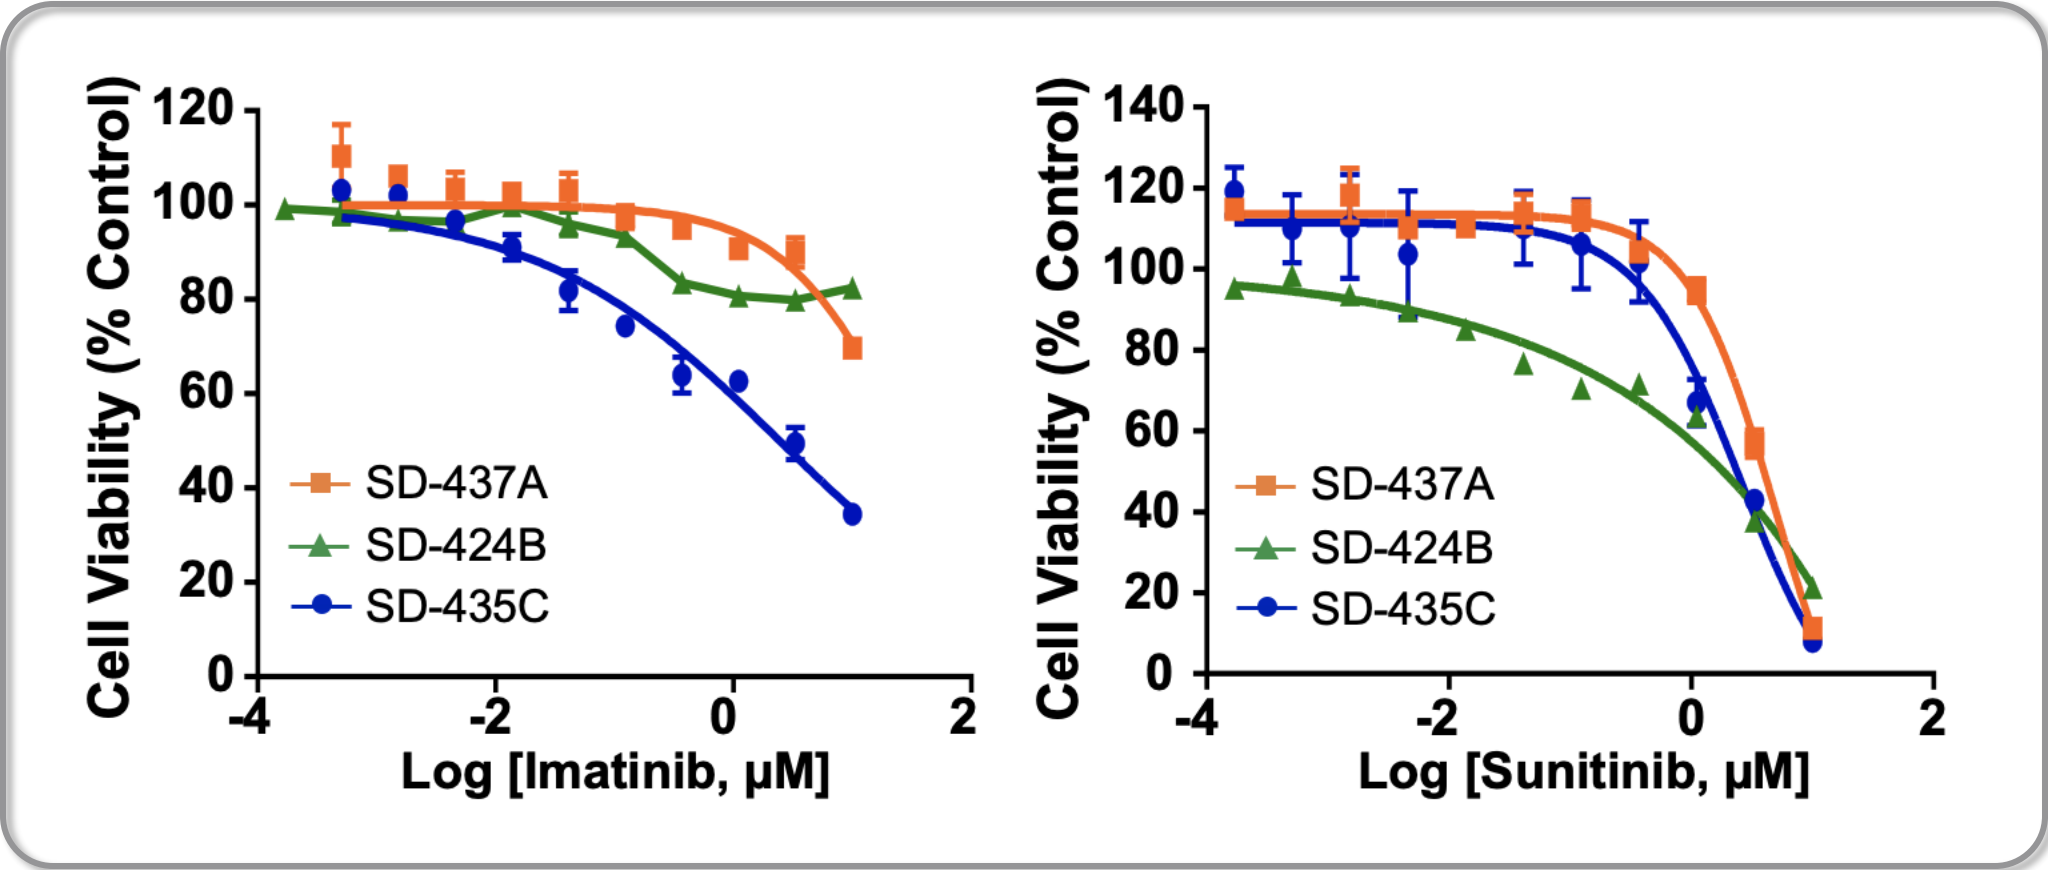 Cell Viability (% Control)
120
100
80
60
40
20
0
SD-437A
SD-424B
SD-435C
-4
-2
0
2
Log [Imatinib, µM]
Cell Viability (% Control)
140
120
100
80
60
40
20
0
SD-437A
SD-424B
SD-435C
-4
-2
0
2
Log [Sunitinib, µM]